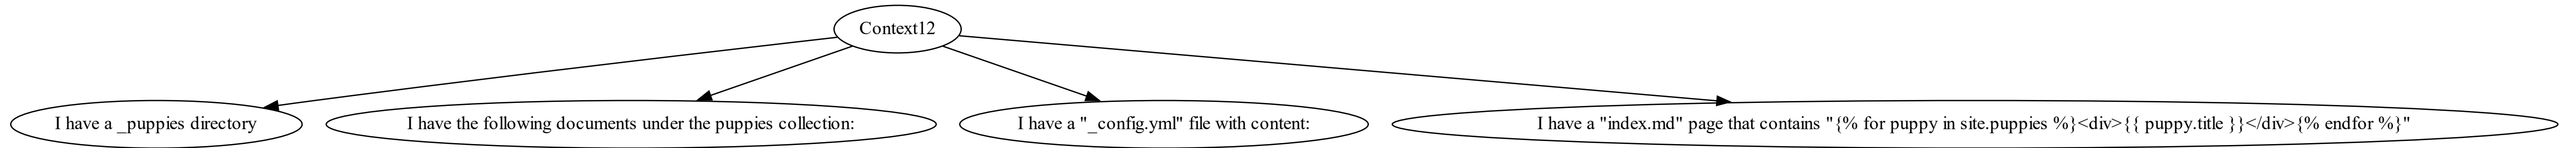 Context12
I have a _puppies directory
I have the following documents under the puppies collection:
I have a "_config.yml" file with content:
I have a "index.md" page that contains "{% for puppy in site.puppies %}<div>{{ puppy.title }}</div>{% endfor %}"